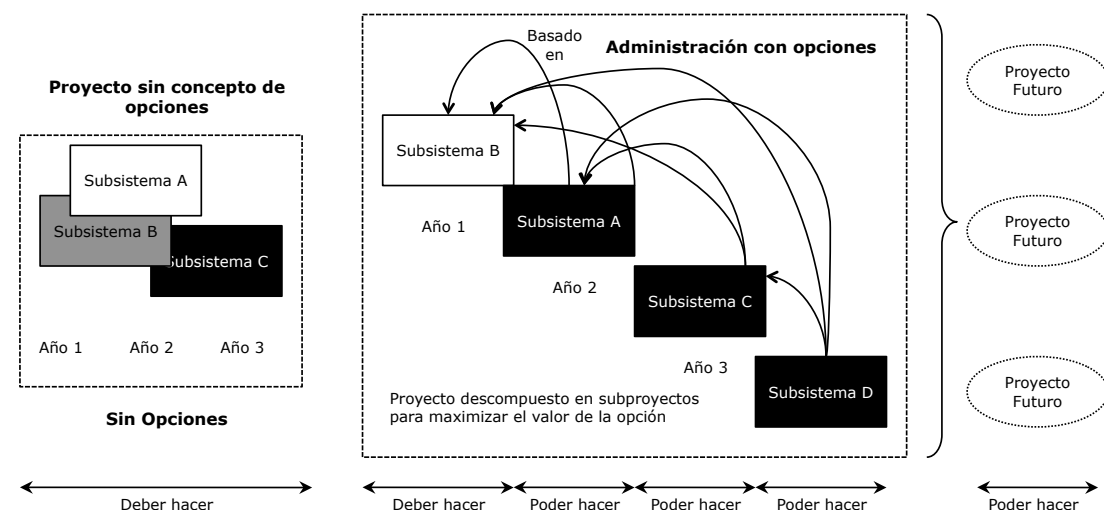 Proyecto sin concepto de
opciones
Subsistema A
Subsistema B
Subsistema C
Año 1
Año 2
Año 3
Sin Opciones
Deber hacer
Basado
en
Administración con opciones
Subsistema B
Año 1
Subsistema A
Año 2
Subsistema C
Año 3
Subsistema D
Proyecto descompuesto en subproyectos
para maximizar el valor de la opción
Deber hacer
Poder hacer
Poder hacer
Poder hacer
Proyecto
Futuro
Proyecto
Futuro
Proyecto
Futuro
Poder hacer